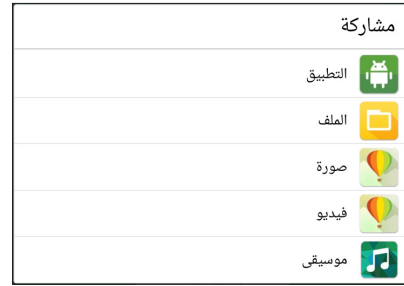 مشاركة
التطبيق
الملف
صورة
فيديو
موسيقى